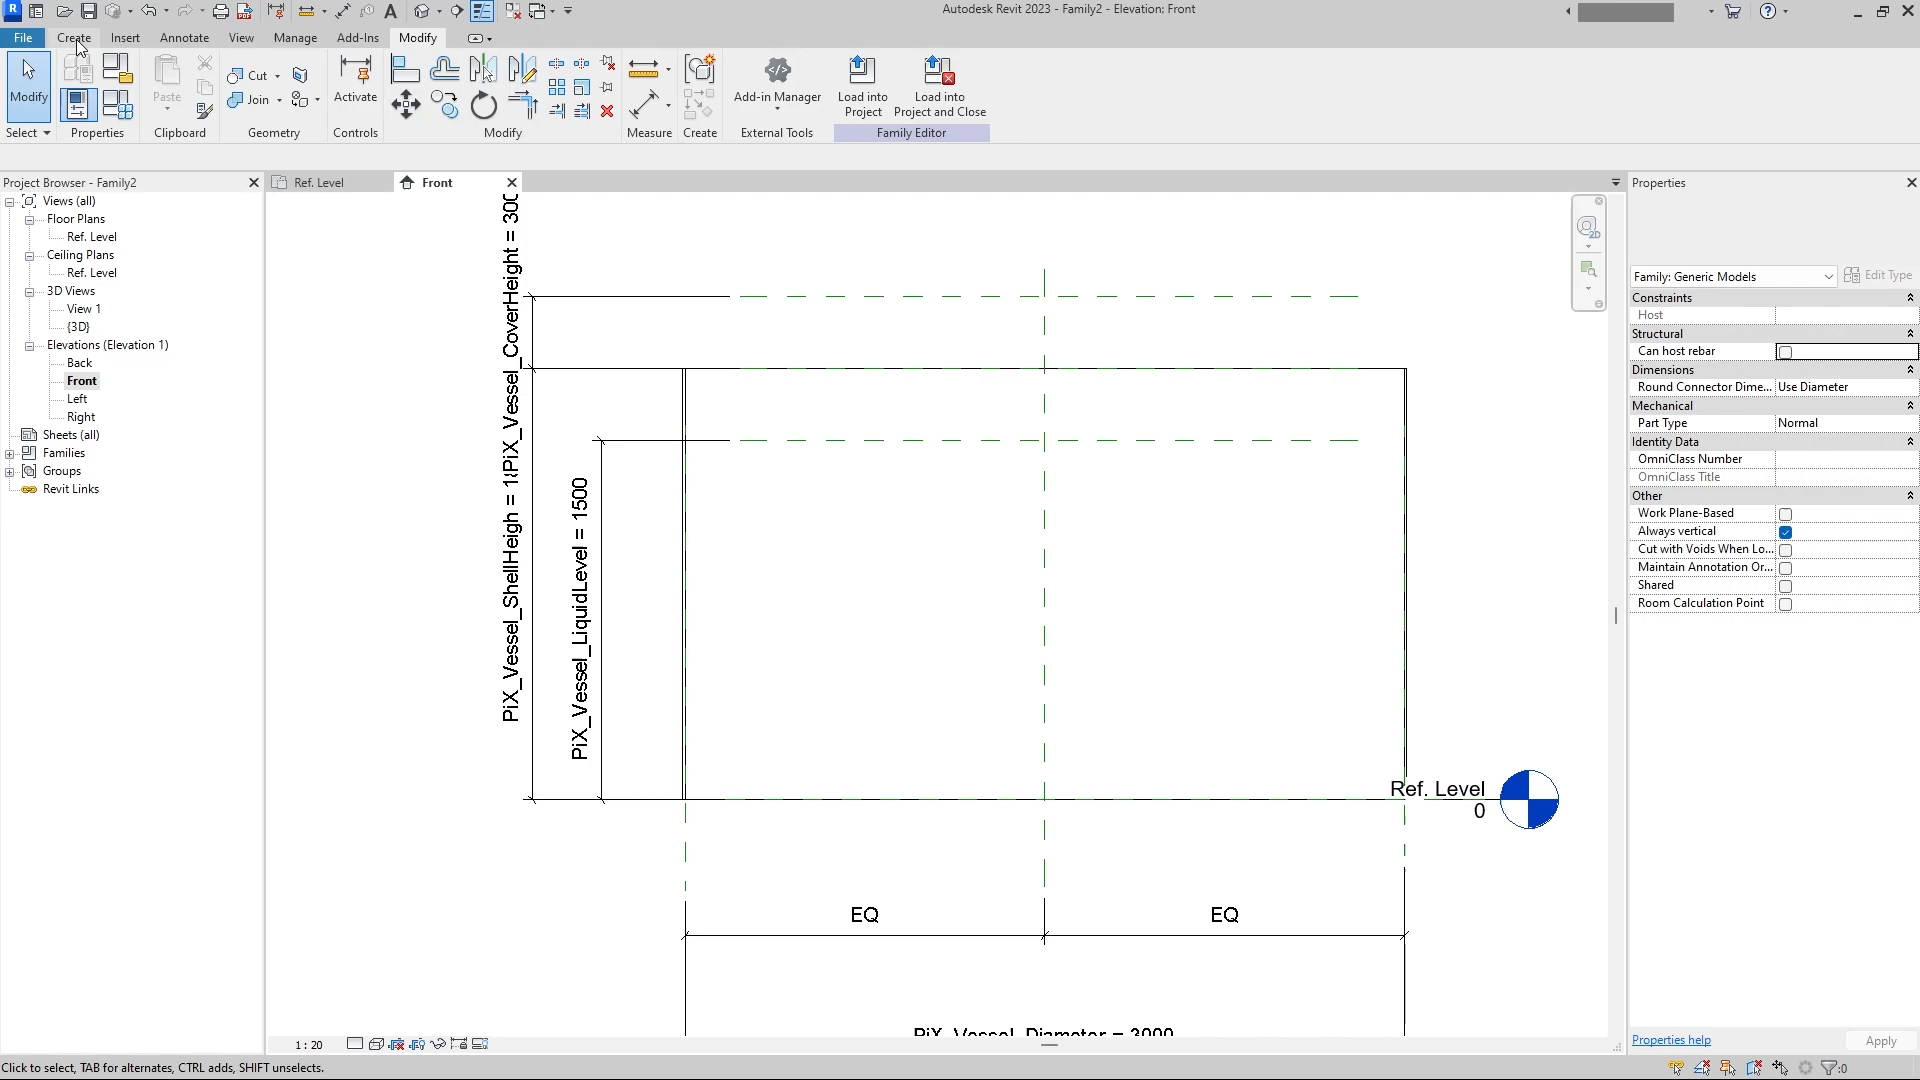 Autodesk Revit 2023 - Family2 - Elevation: Front
File
Create
Insert
Annotate
View
Manage
Add-Ins
Modify
Modify
Paste
Cut
Join
Activate
Add-in Manager
Load into
Project
Load into
Project and Close
Select
Properties
Clipboard
Geometry
Controls
Modify
Measure
Create
External Tools
Family Editor
Project Browser - Family2
Views (all)
Floor Plans
Ref. Level
Ceiling Plans
Ref. Level
3D Views
View 1
{3D}
Elevations (Elevation 1)
Back
Front
Left
Right
Sheets (all)
Families
Groups
Revit Links
Ref. Level
Front
PiX_Vessel_CoverHeight = 300
PiX_Vessel_ShellHeigh = 18
PiX_Vessel_LiquidLevel = 1500
Ref. Level
0
EQ
EQ
PiX_Vessel_Diameter = 3000
2D
Properties
Family: Generic Models
Edit Type
Constraints
Host
Structural
Can host rebar
Dimensions
Round Connector Dime...
Use Diameter
Mechanical
Part Type
Normal
Identity Data
OmniClass Number
OmniClass Title
Other
Work Plane-Based
Always vertical
Cut with Voids When Lo...
Maintain Annotation Or...
Shared
Room Calculation Point
Properties help
Apply
1 : 20
Click to select, TAB for alternates, CTRL adds, SHIFT unselects.
:0